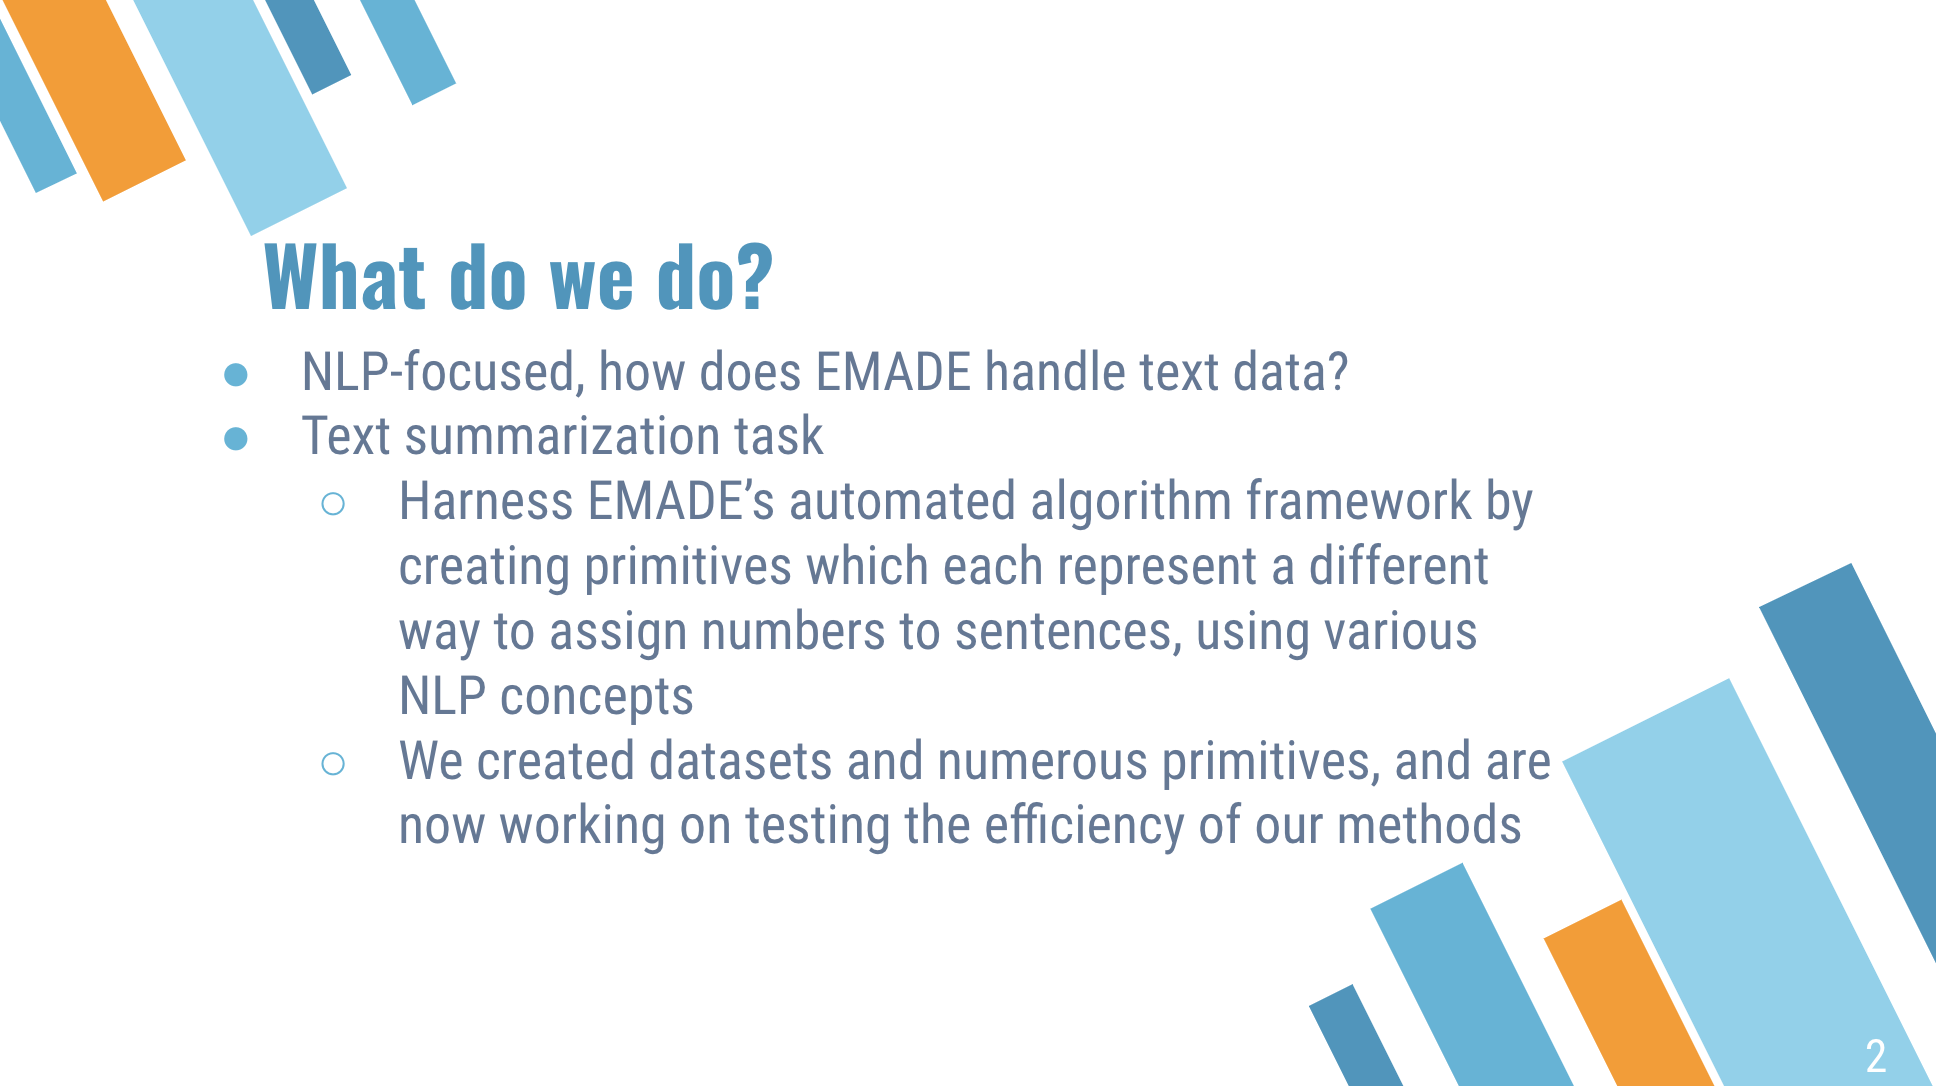 What do we do?
● NLP-focused, how does EMADE handle text data?
● Text summarization task
○ Harness EMADE’s automated algorithm framework by
creating primitives which each represent a different
way to assign numbers to sentences, using various
NLP concepts
○ We created datasets and numerous primitives, and are
now working on testing the efficiency of our methods
2